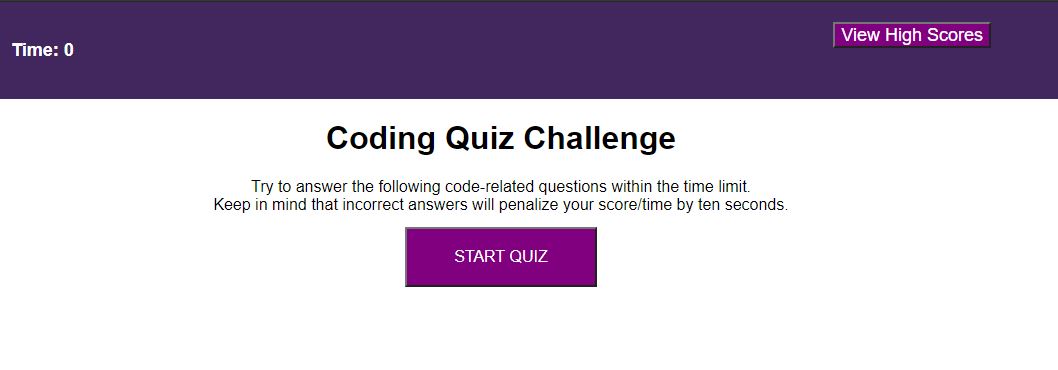 Time: 0
View High Scores
Coding Quiz Challenge
Try to answer the following code-related questions within the time limit.
Keep in mind that incorrect answers will penalize your score/time by ten seconds.
START QUIZ